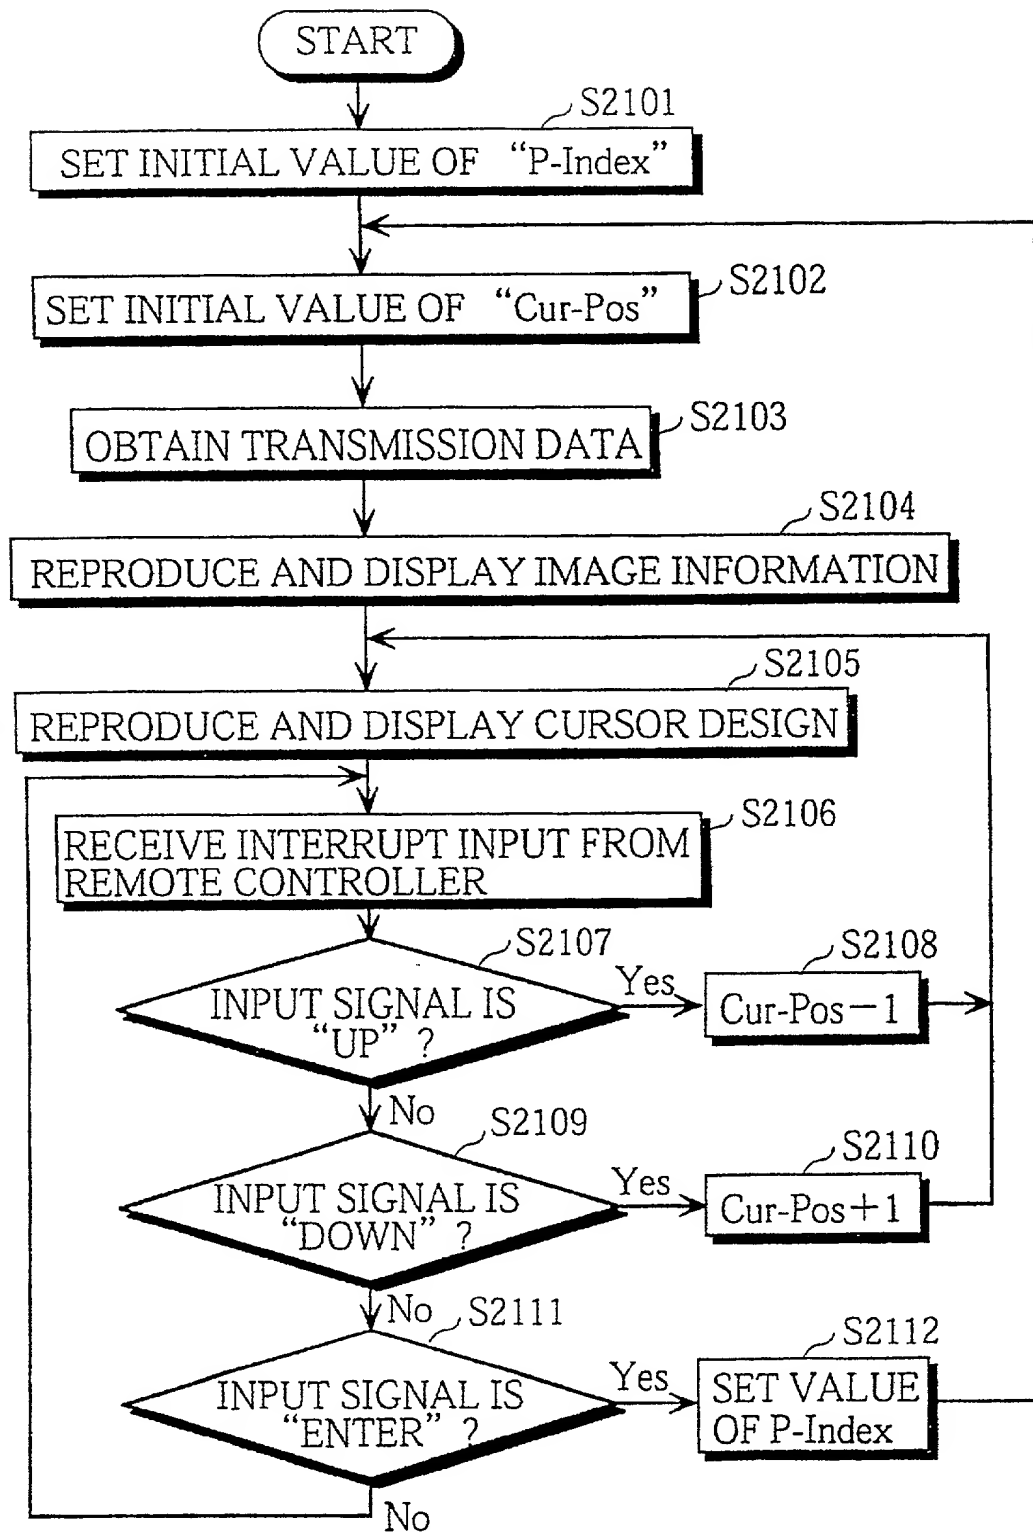 START
S2101
SET INITIAL VALUE OF “P-Index”
S2102
SET INITIAL VALUE OF “Cur-Pos”
S2103
OBTAIN TRANSMISSION DATA
S2104
REPRODUCE AND DISPLAY IMAGE INFORMATION
S2105
REPRODUCE AND DISPLAY CURSOR DESIGN
S2106
RECEIVE INTERRUPT INPUT FROM
REMOTE CONTROLLER
S2107
INPUT SIGNAL IS
“UP” ?
Yes
S2108
Cur-Pos−1
No
S2109
INPUT SIGNAL IS
“DOWN” ?
Yes
S2110
Cur-Pos+1
No
S2111
INPUT SIGNAL IS
“ENTER” ?
Yes
S2112
SET VALUE
OF P-Index
No